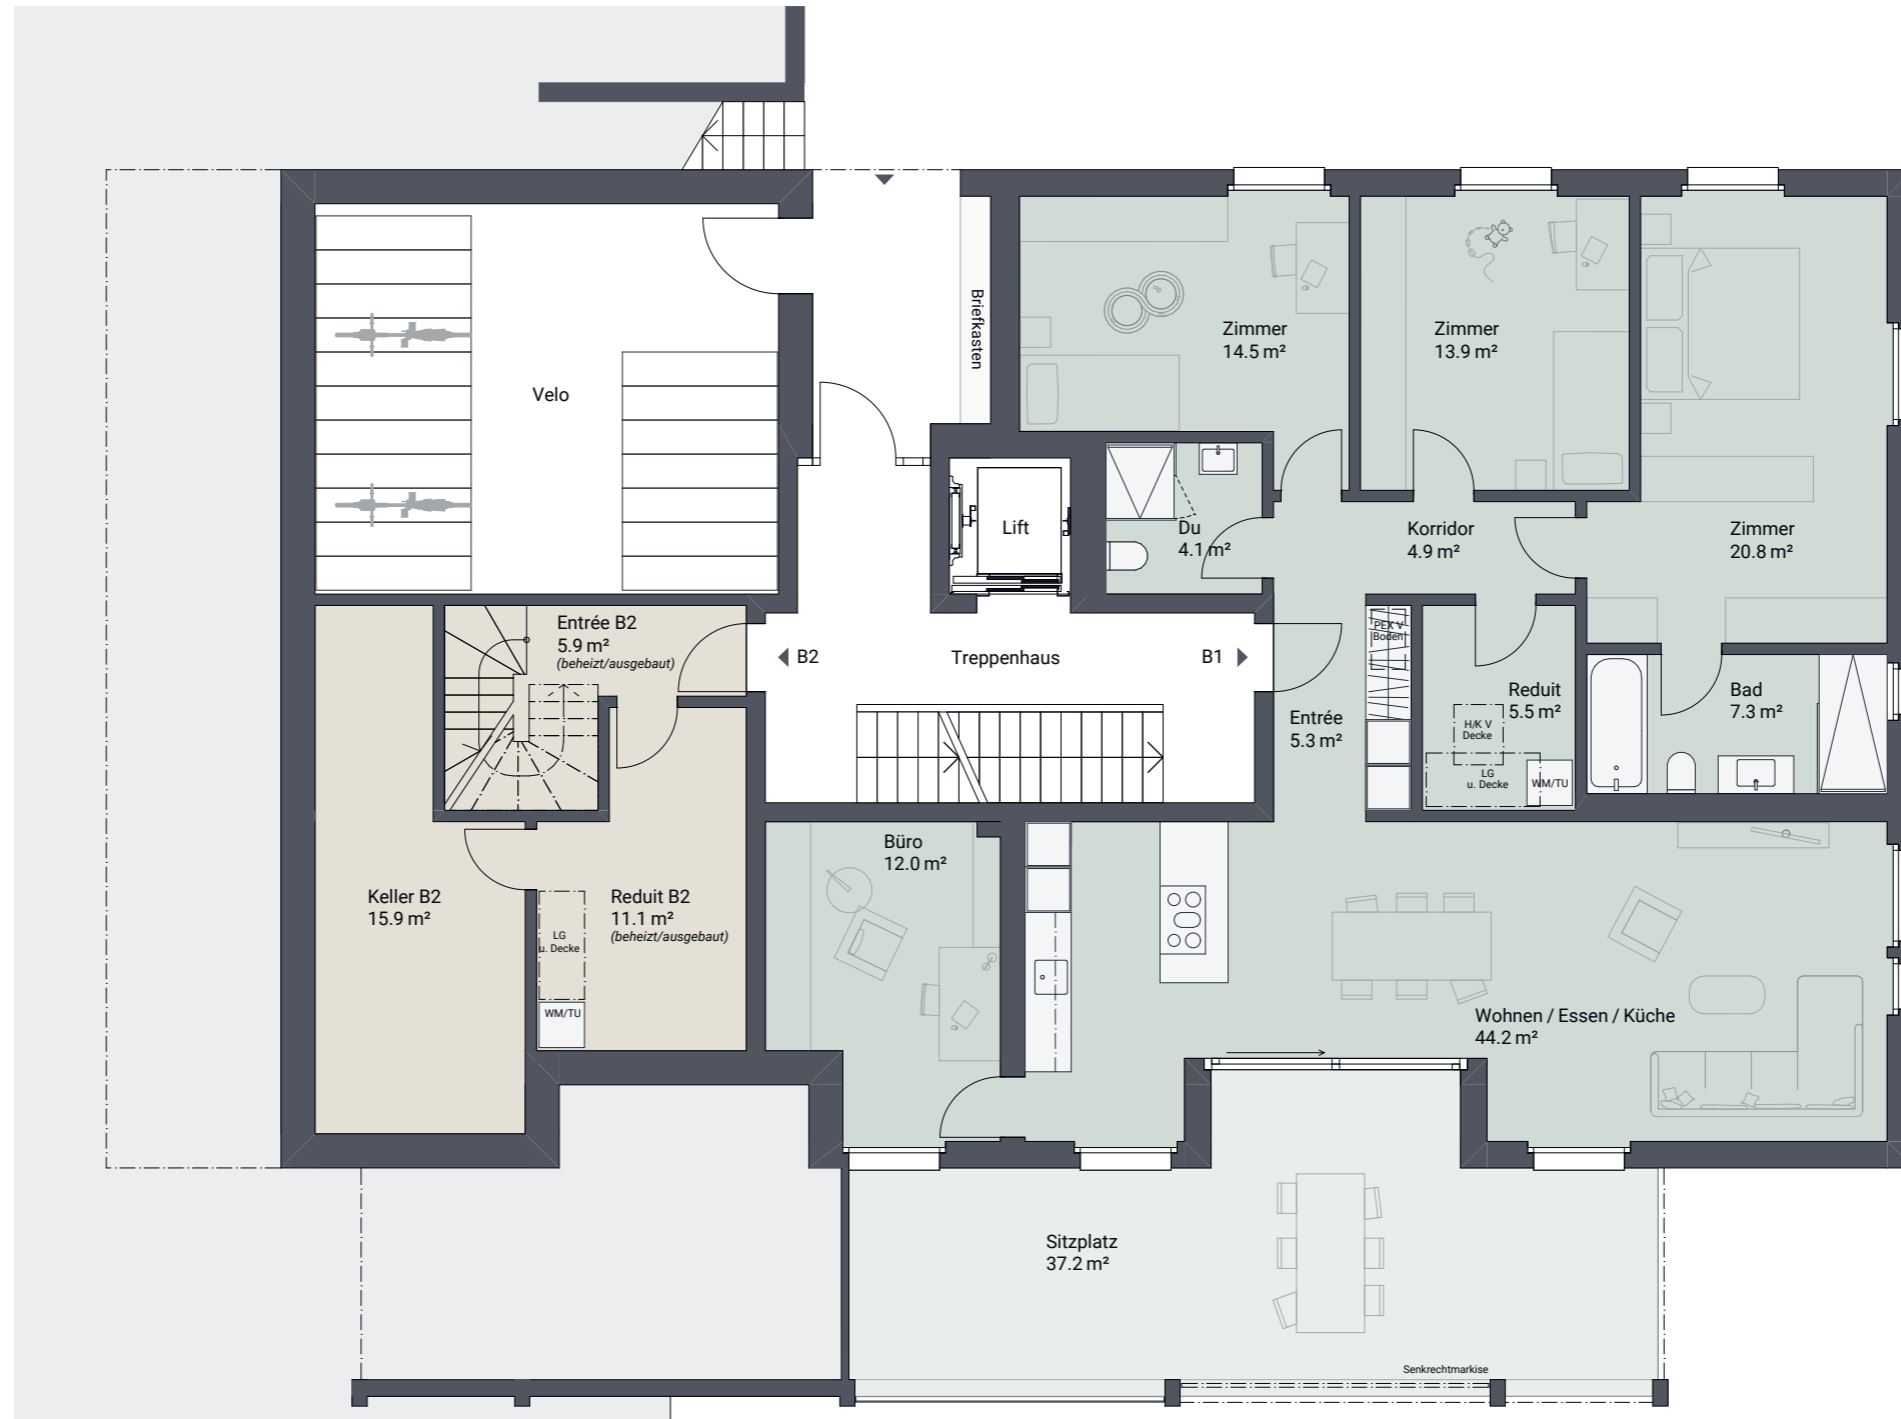 Briefkasten
Zimmer
14.5 m²
Zimmer
13.9 m²
Velo
Lift
Du
4.1 m²
Korridor
4.9 m²
Zimmer
20.8 m²
Entrée B2
5.9 m²
(beheizt/ausgebaut)
B2
Treppenhaus
B1
PEX V
Boden
Reduit
5.5 m²
Bad
7.3 m²
Entrée
5.3 m²
H/K V
Decke
LG
u. Decke
WM/TU
Büro
12.0 m²
Keller B2
15.9 m²
Reduit B2
11.1 m²
(beheizt/ausgebaut)
LG
u. Decke
WM/TU
Wohnen / Essen / Küche
44.2 m²
Sitzplatz
37.2 m²
Senkrechtmarkise